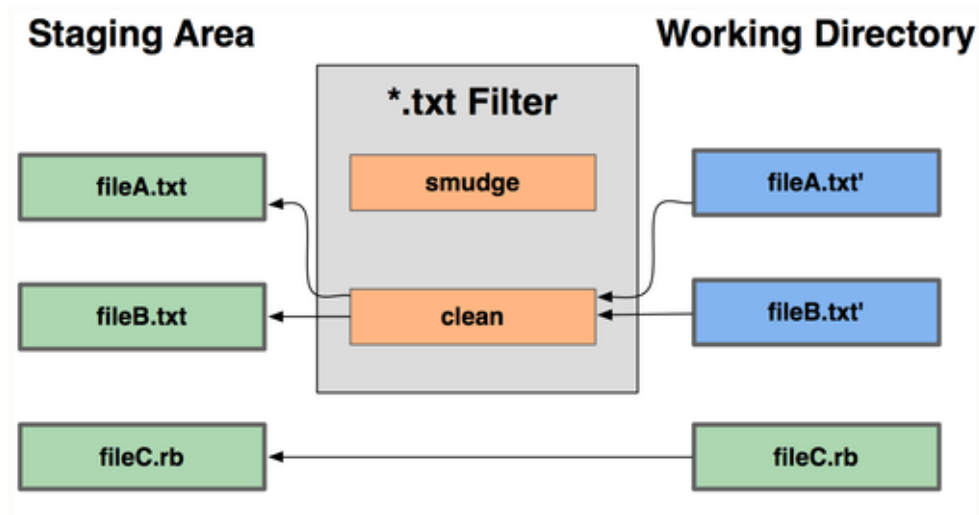 Staging Area
Working Directory
*.txt Filter
fileA.txt
smudge
fileA.txt'
fileB.txt
clean
fileB.txt'
fileC.rb
fileC.rb